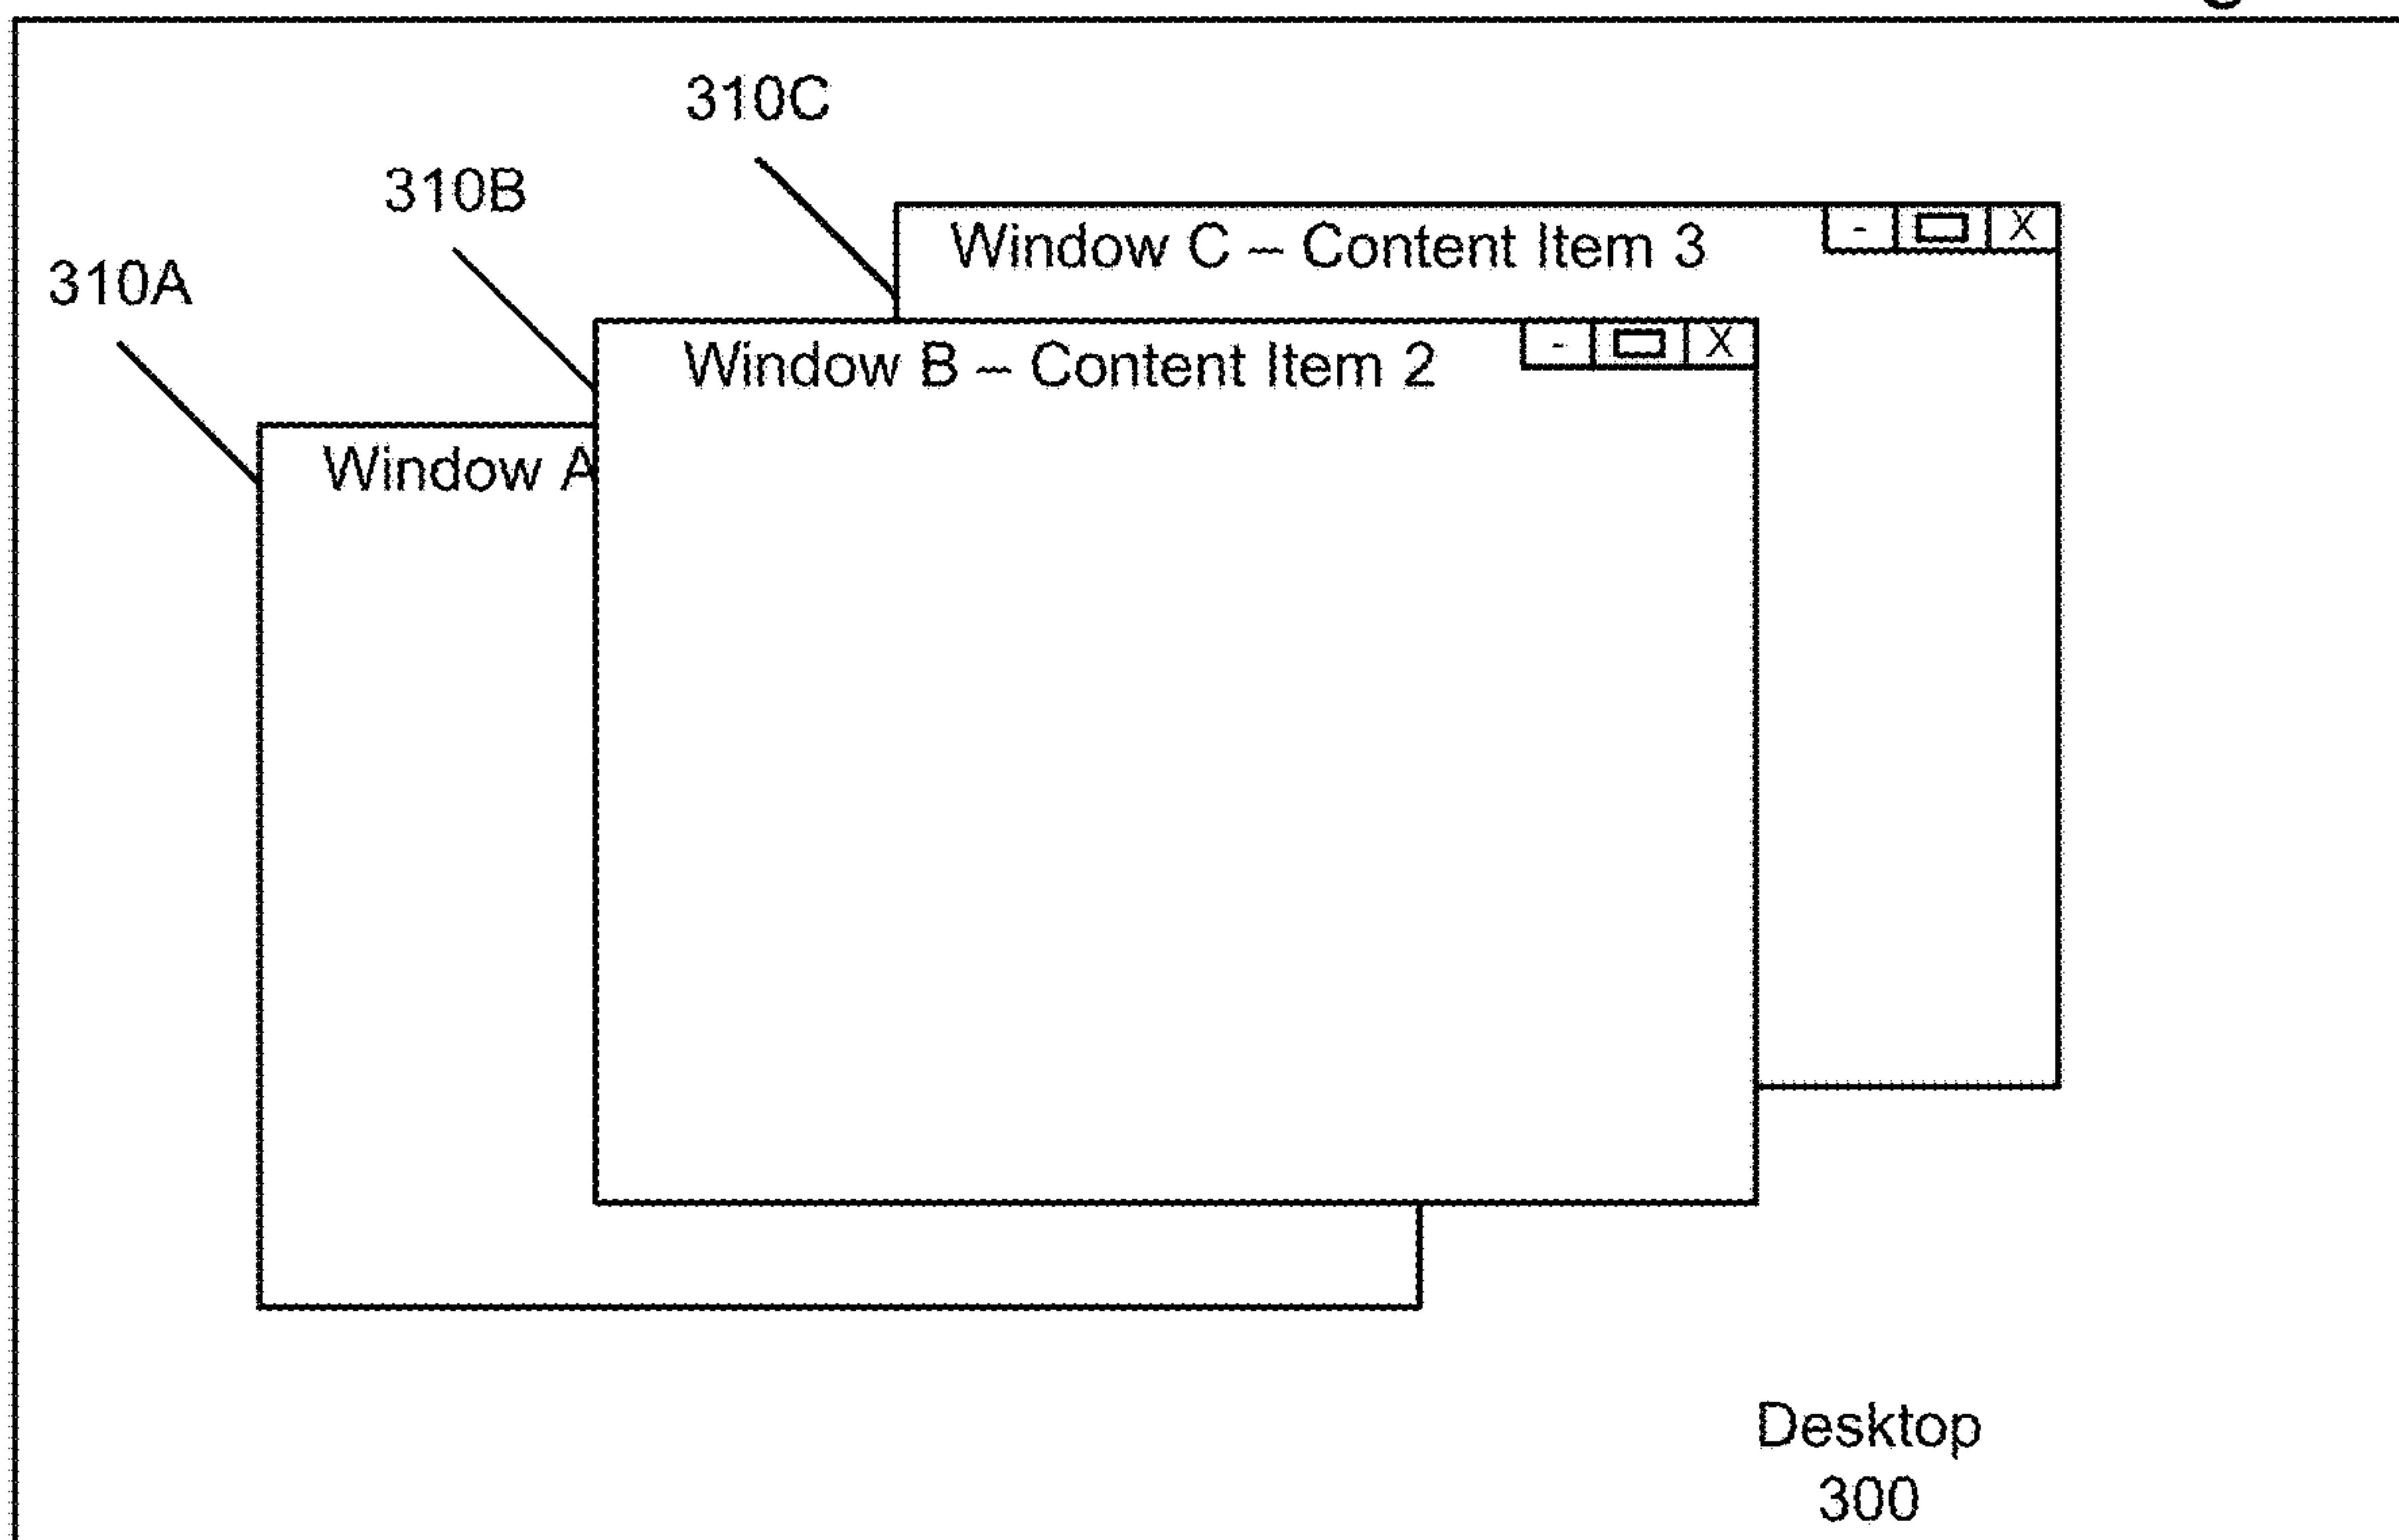 310C
310B
Window C – Content Item 3
- X
310A
Window B – Content Item 2
- X
Window A
Desktop
300